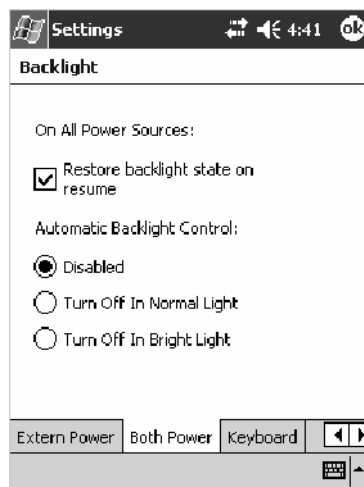 Settings 4:41 ok
Backlight
On All Power Sources:
Restore backlight state on
resume
Automatic Backlight Control:
Disabled
Turn Off In Normal Light
Turn Off In Bright Light
Extern Power Both Power Keyboard